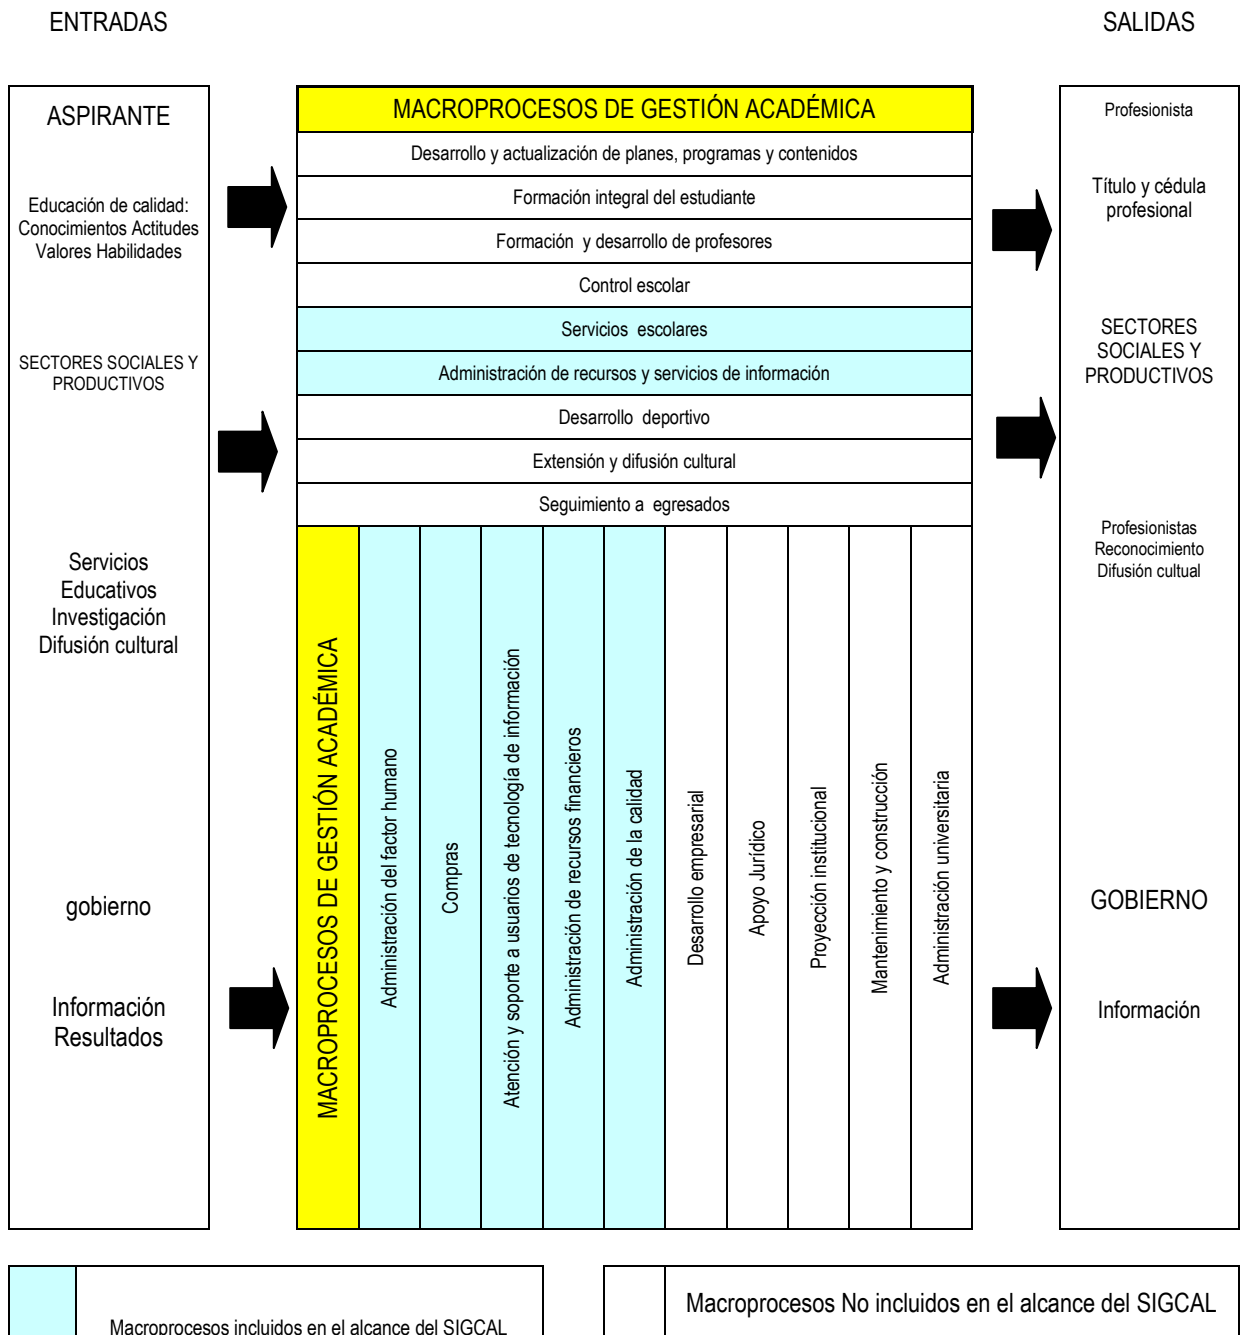 ENTRADAS
SALIDAS
ASPIRANTE
Educación de calidad:
Conocimientos Actitudes
Valores Habilidades
SECTORES SOCIALES Y
PRODUCTIVOS
Servicios
Educativos
Investigación
Difusión cultural
gobierno
Información
Resultados
MACROPROCESOS DE GESTIÓN ACADÉMICA
Desarrollo y actualización de planes, programas y contenidos
Formación integral del estudiante
Formación y desarrollo de profesores
Control escolar
Servicios escolares
Administración de recursos y servicios de información
Desarrollo deportivo
Extensión y difusión cultural
Seguimiento a egresados
MACROPROCESOS DE GESTIÓN ACADÉMICA
Administración del factor humano
Compras
Atención y soporte a usuarios de tecnología de información
Administración de recursos financieros
Administración de la calidad
Desarrollo empresarial
Apoyo Jurídico
Proyección institucional
Mantenimiento y construcción
Administración universitaria
Profesionista
Título y cédula
profesional
SECTORES
SOCIALES Y
PRODUCTIVOS
Profesionistas
Reconocimiento
Difusión cultual
GOBIERNO
Información
Macroprocesos incluidos en el alcance del SIGCAL
Macroprocesos No incluidos en el alcance del SIGCAL